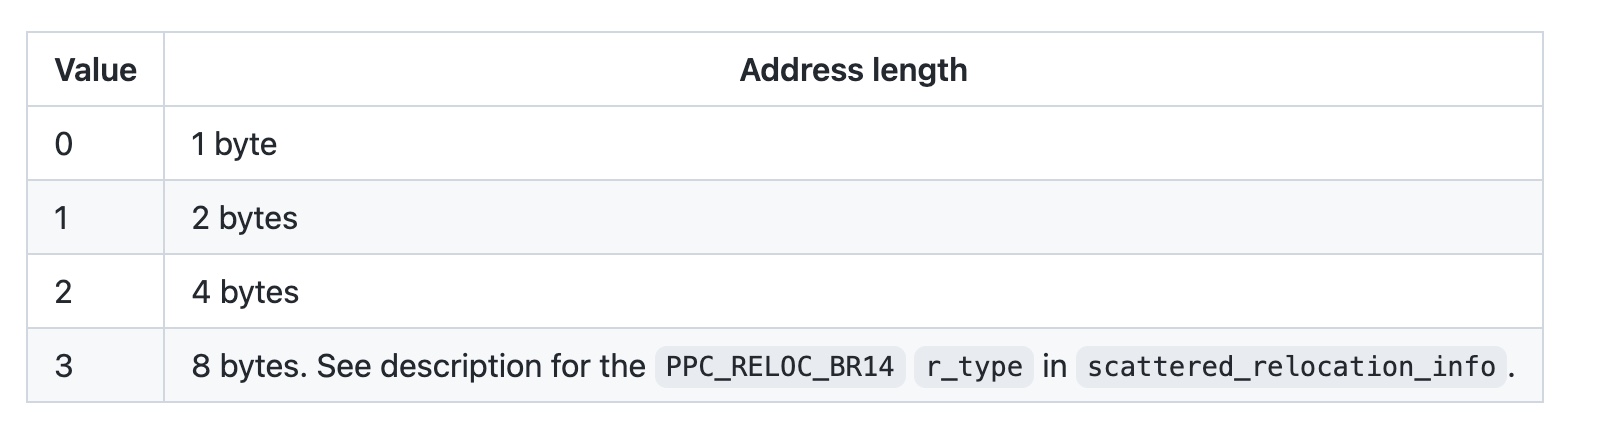 Value Address length
0 1 byte
1 2 bytes
2 4 bytes
3 8 bytes. See description for the PPC_RELOC_BR14 r_type in scattered_relocation_info.